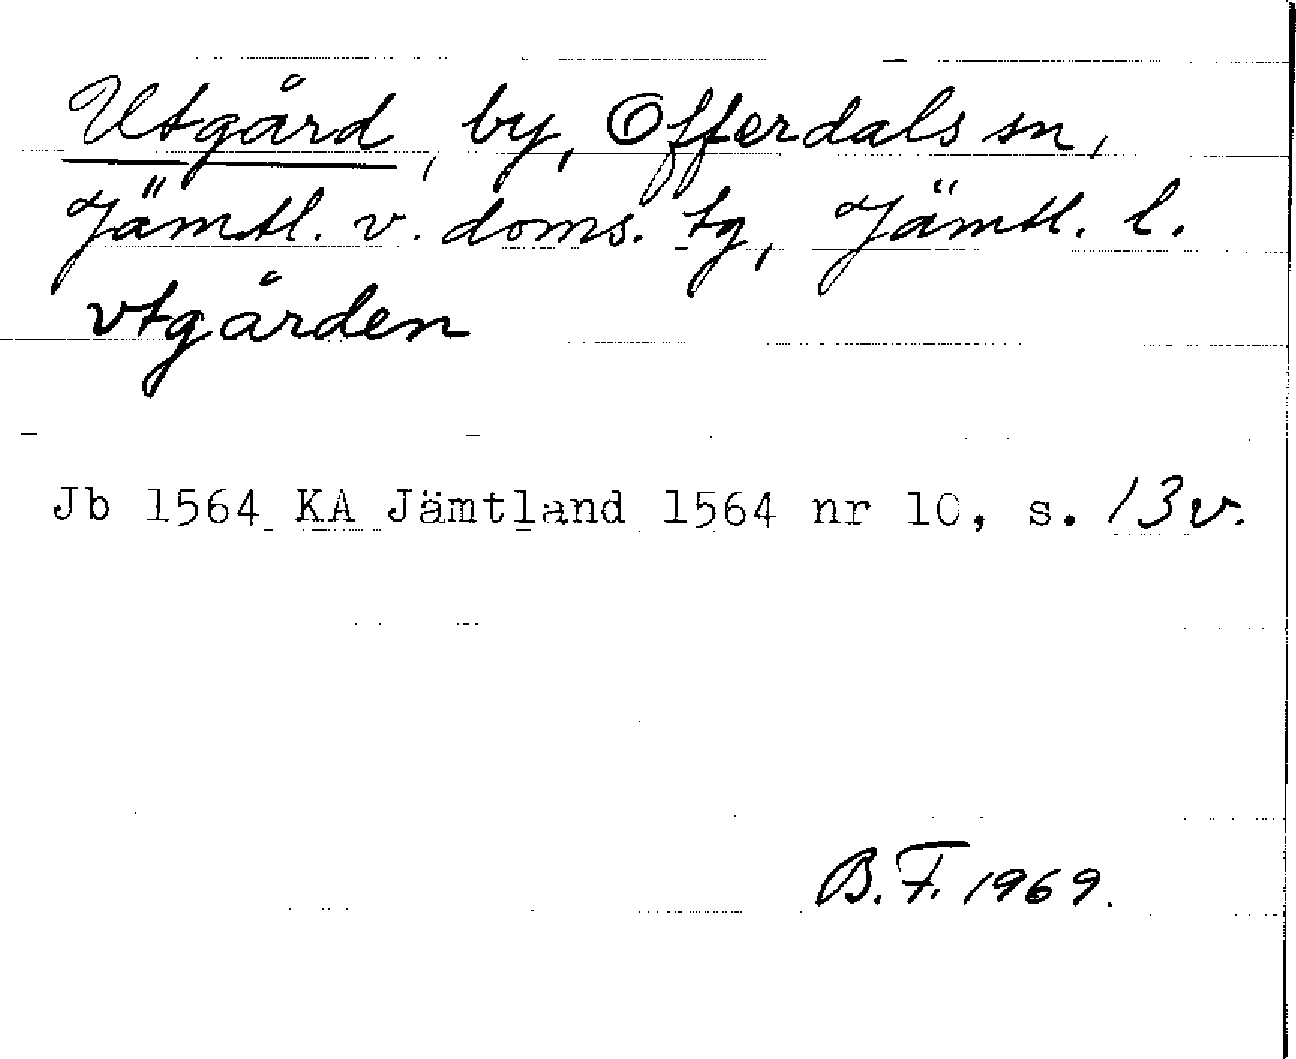 Utgård, by, Offerdals sn,
Jämtl. v. doms. tg, Jämtl. l.
vtgården
Jb 1564 KA Jämtland 1564 nr 10, s. 13v.
B.F. 1969.